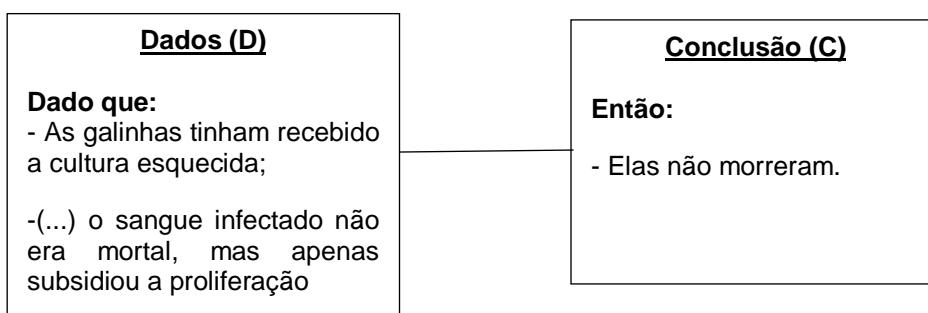 Dados (D)
Dado que:
- As galinhas tinham recebido
a cultura esquecida;
-(...) o sangue infectado não
era mortal, mas apenas
subsidiou a proliferação
Conclusão (C)
Então:
- Elas não morreram.